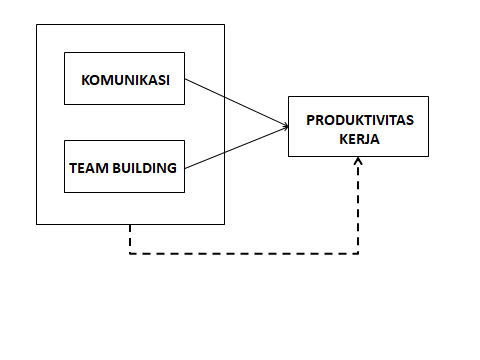 KOMUNIKASI
TEAM BUILDING
PRODUKTIVITAS
KERJA